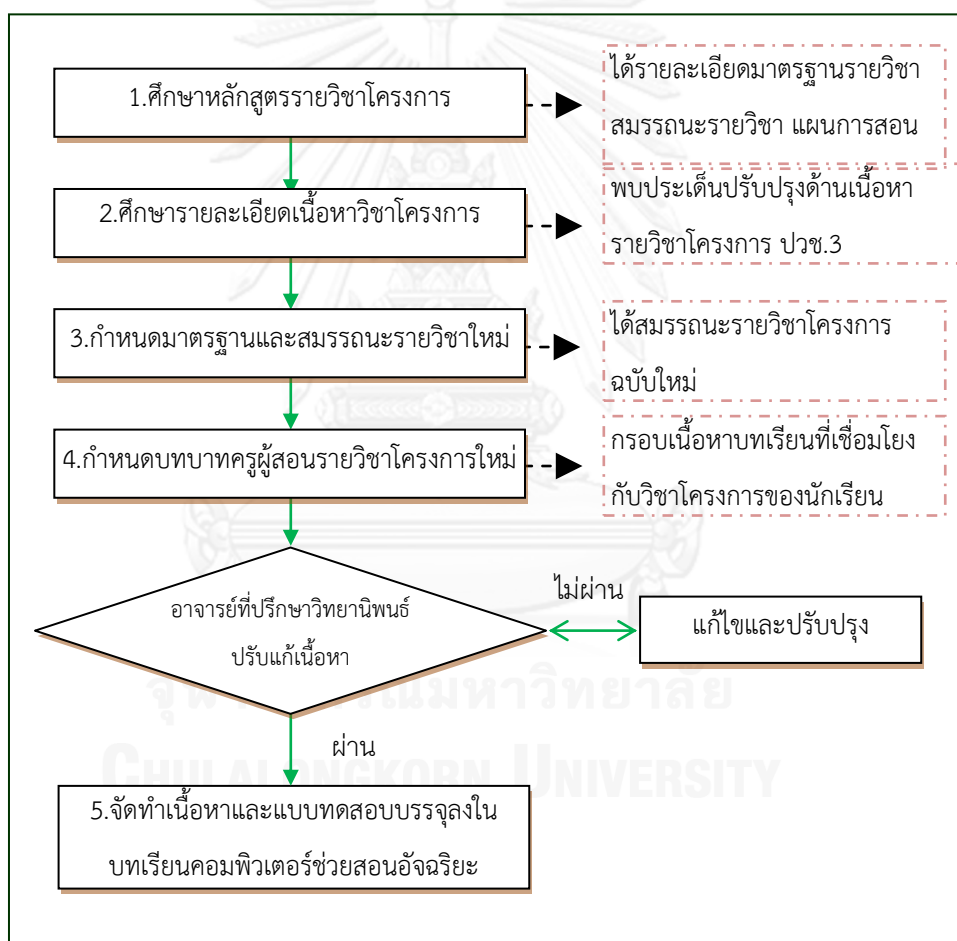 1.ศึกษาหลักสูตรรายวิชาโครงการ
ได้รายละเอียดมาตรฐานรายวิชา
สมรรถนะรายวิชา แผนการสอน
2.ศึกษารายละเอียดเนื้อหาวิชาโครงการ
พบประเด็นปรับปรุงด้านเนื้อหา
รายวิชาโครงการ ปวช.3
3.กำหนดมาตรฐานและสมรรถนะรายวิชาใหม่
ได้สมรรถนะรายวิชาโครงการ
ฉบับใหม่
4.กำหนดบทบาทครูผู้สอนรายวิชาโครงการใหม่
กรอบเนื้อหาบทเรียนที่เชื่อมโยง
กับวิชาโครงการของนักเรียน
อาจารย์ที่ปรึกษาวิทยานิพนธ์
ปรับแก้เนื้อหา
ไม่ผ่าน
แก้ไขและปรับปรุง
จุฬาลงกรณ์มหาวิทยาลัย
ผ่าน
CHULALONGKORN UNIVERSITY
5.จัดทำเนื้อหาและแบบทดสอบบรรจุลงใน
บทเรียนคอมพิวเตอร์ช่วยสอนอัจฉริยะ